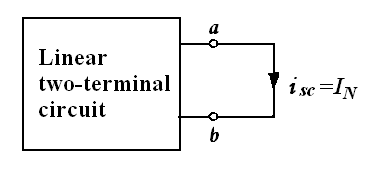 a
Linear
two-terminal
circuit
i sc =I N
b